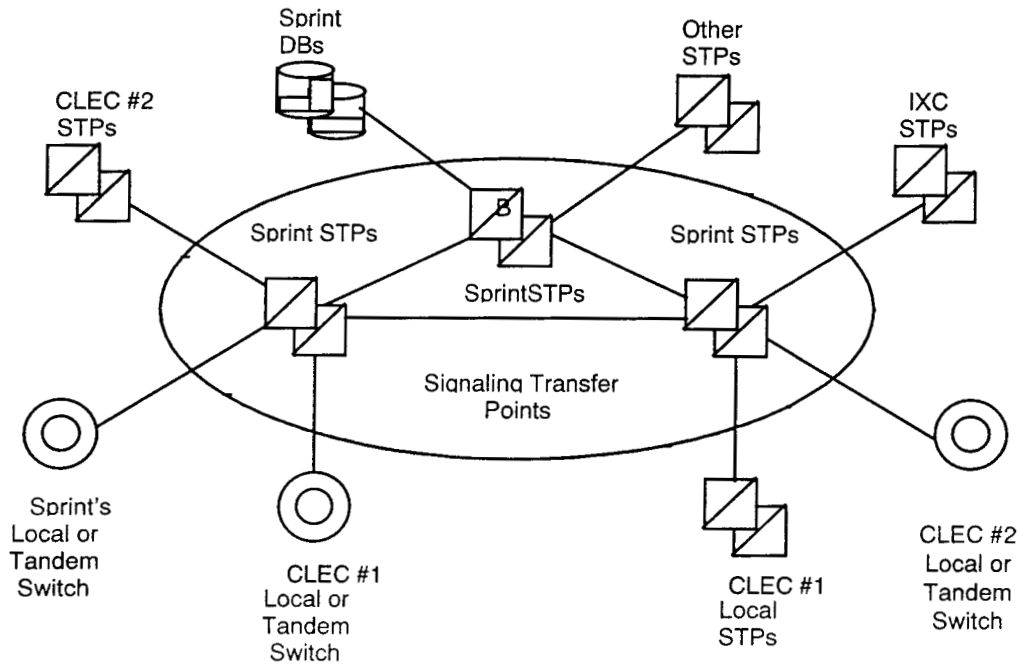 Sprint
DBs
Other
STPs
CLEC #2
STPs
IXC
STPs
B
Sprint STPs
Sprint STPs
SprintSTPs
Signaling Transfer
Points
Sprint's
Local or
Tandem
Switch
CLEC #1
Local or
Tandem
Switch
CLEC #1
Local
STPs
CLEC #2
Local or
Tandem
Switch